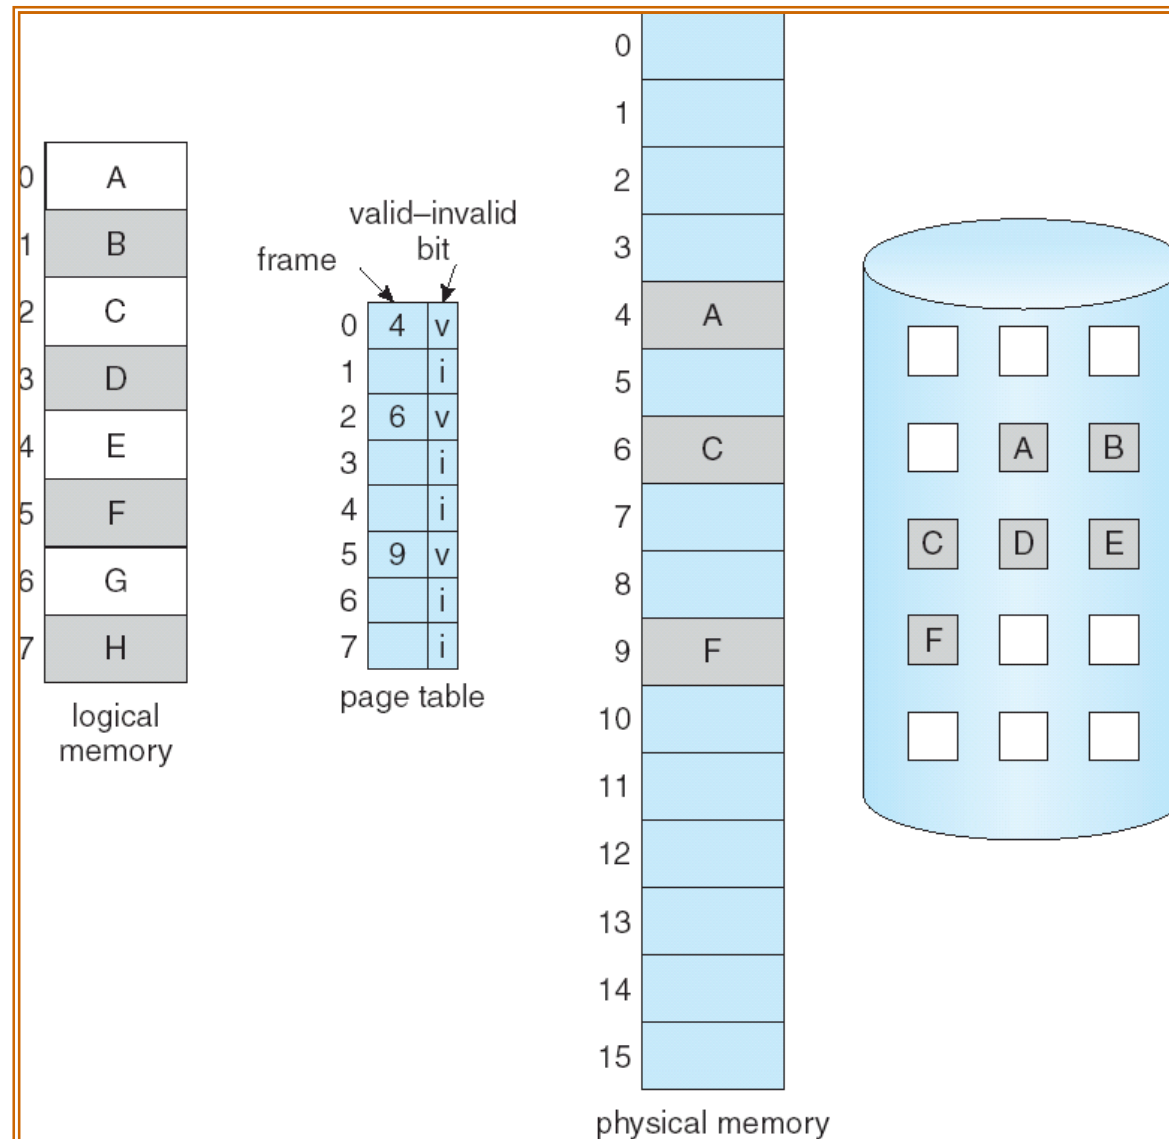 0 A
1 B
2 C
3 D
4 E
5 F
6 G
7 H
logical
memory
valid–invalid
bit
frame
0 4 v
1 i
2 6 v
3 i
4 i
5 9 v
6 i
7 i
page table
0
1
2
3
4 A
5
6 C
7
8
9 F
10
11
12
13
14
15
physical memory
A B
C D E
F